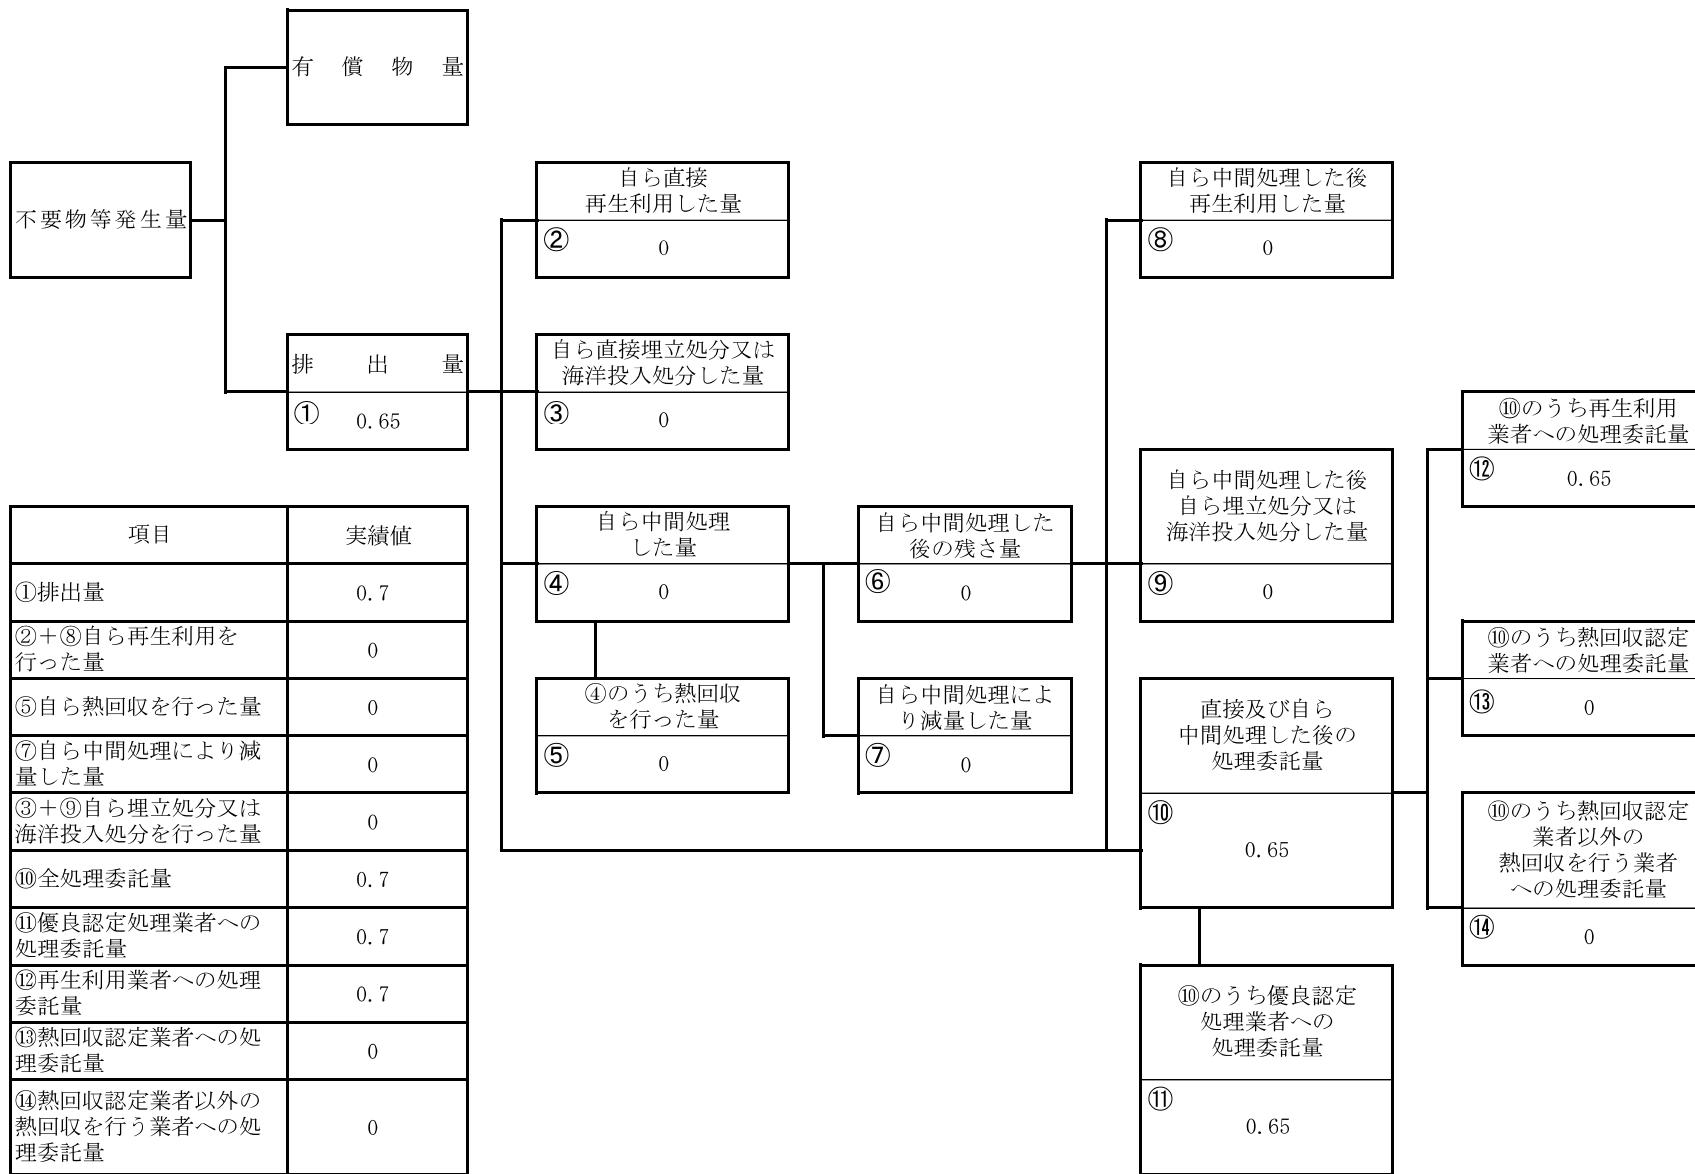 有償物量
不要物等発生量
排出量
①
0.65
自ら直接
再生利用した量
②
0
自ら直接埋立処分又は
海洋投入処分した量
③
0
自ら中間処理
した量
④
0
④のうち熱回収
を行った量
⑤
0
自ら中間処理した
後の残さ量
⑥
0
自ら中間処理によ
り減量した量
⑦
0
自ら中間処理した後
再生利用した量
⑧
0
自ら中間処理した後
自ら埋立処分又は
海洋投入処分した量
⑨
0
直接及び自ら
中間処理した後の
処理委託量
⑩
0.65
⑩のうち優良認定
処理業者への
処理委託量
⑪
0.65
⑩のうち再生利用
業者への処理委託量
⑫
0.65
⑩のうち熱回収認定
業者への処理委託量
⑬
0
⑩のうち熱回収認定
業者以外の
熱回収を行う業者
への処理委託量
⑭
0
項目 実績値
①排出量 0.7
②+⑧自ら再生利用を
行った量 0
⑤自ら熱回収を行った量 0
⑦自ら中間処理により減
量した量 0
③+⑨自ら埋立処分又は
海洋投入処分を行った量 0
⑩全処理委託量 0.7
⑪優良認定処理業者への
処理委託量 0.7
⑫再生利用業者への処理
委託量 0.7
⑬熱回収認定業者への処
理委託量 0
⑭熱回収認定業者以外の
熱回収を行う業者への処
理委託量 0